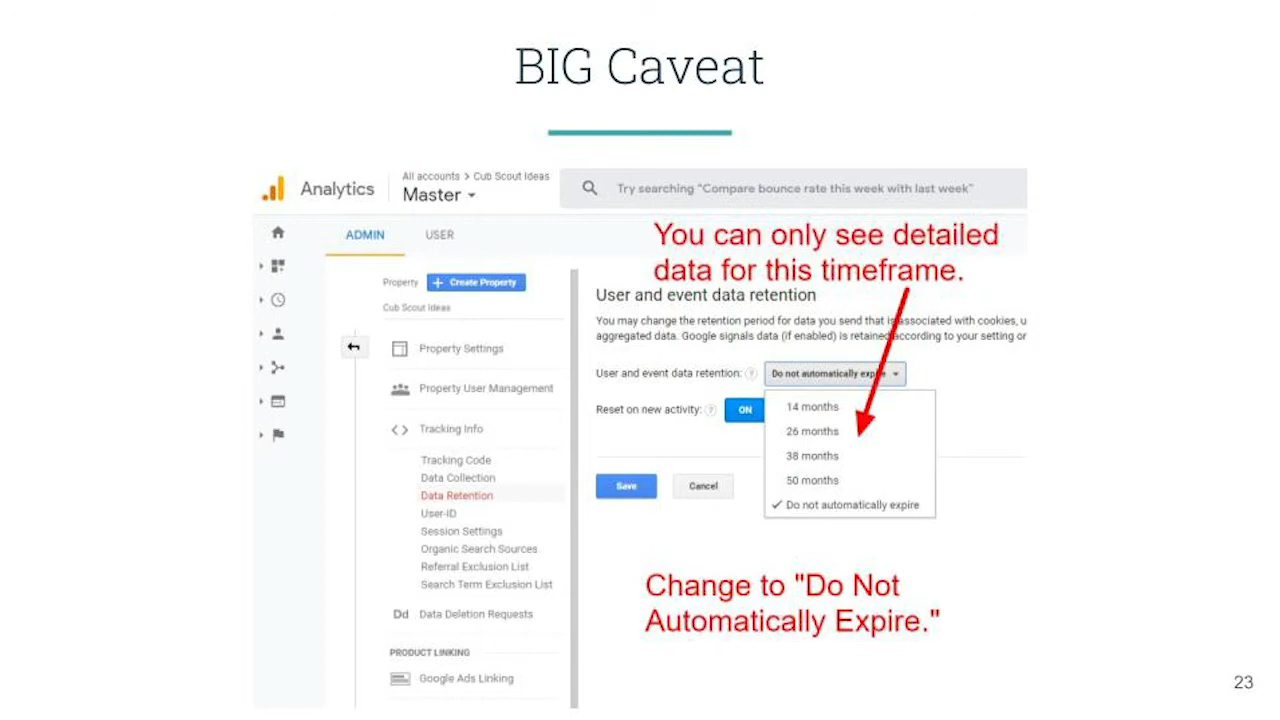 BIG Caveat
Analytics
All accounts > Cub Scout Ideas
Master
Try searching "Compare bounce rate this week with last week"
ADMIN
USER
You can only see detailed
data for this timeframe.
Property
+ Create Property
Cub Scout Ideas
Property Settings
Property User Management
<> Tracking Info
Tracking Code
Data Collection
Data Retention
User-ID
Session Settings
Organic Search Sources
Referral Exclusion List
Search Term Exclusion List
Dd Data Deletion Requests
PRODUCT LINKING
Google Ads Linking
User and event data retention
You may change the retention period for data you send that is associated with cookies, u
aggregated data. Google signals data (if enabled) is retained according to your setting or
User and event data retention: ? Do not automatically expire
Reset on new activity: ? ON
14 months
26 months
38 months
50 months
✓ Do not automatically expire
Save
Cancel
Change to "Do Not
Automatically Expire."
23